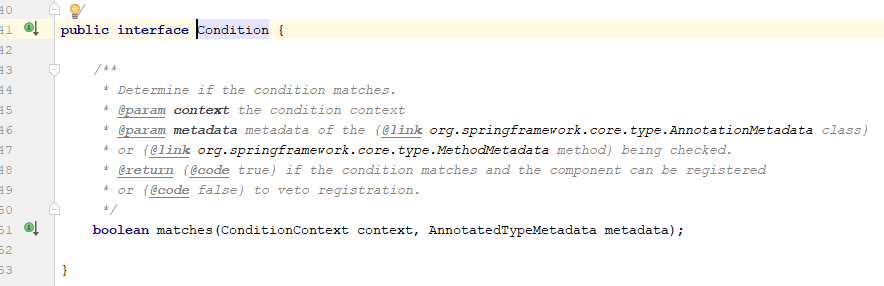 40 */
41 public interface Condition {
42
43 /**
44 * Determine if the condition matches.
45 * @param context the condition context
46 * @param metadata metadata of the {@link org.springframework.core.type.AnnotationMetadata class}
47 * or {@link org.springframework.core.type.MethodMetadata method} being checked.
48 * @return {@code true} if the condition matches and the component can be registered
49 * or {@code false} to veto registration.
50 */
51 boolean matches(ConditionContext context, AnnotatedTypeMetadata metadata);
52
53 }